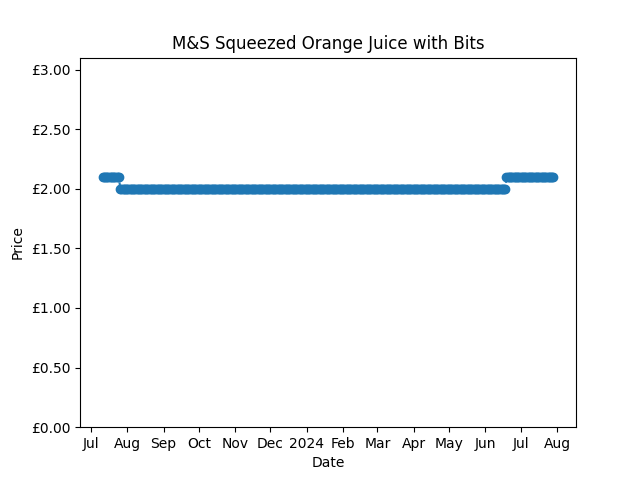 M&S Squeezed Orange Juice with Bits
£3.00
£2.50
£2.00
£1.50
£1.00
£0.50
£0.00
Price
Jul Aug Sep Oct Nov Dec 2024 Feb Mar Apr May Jun Jul Aug
Date